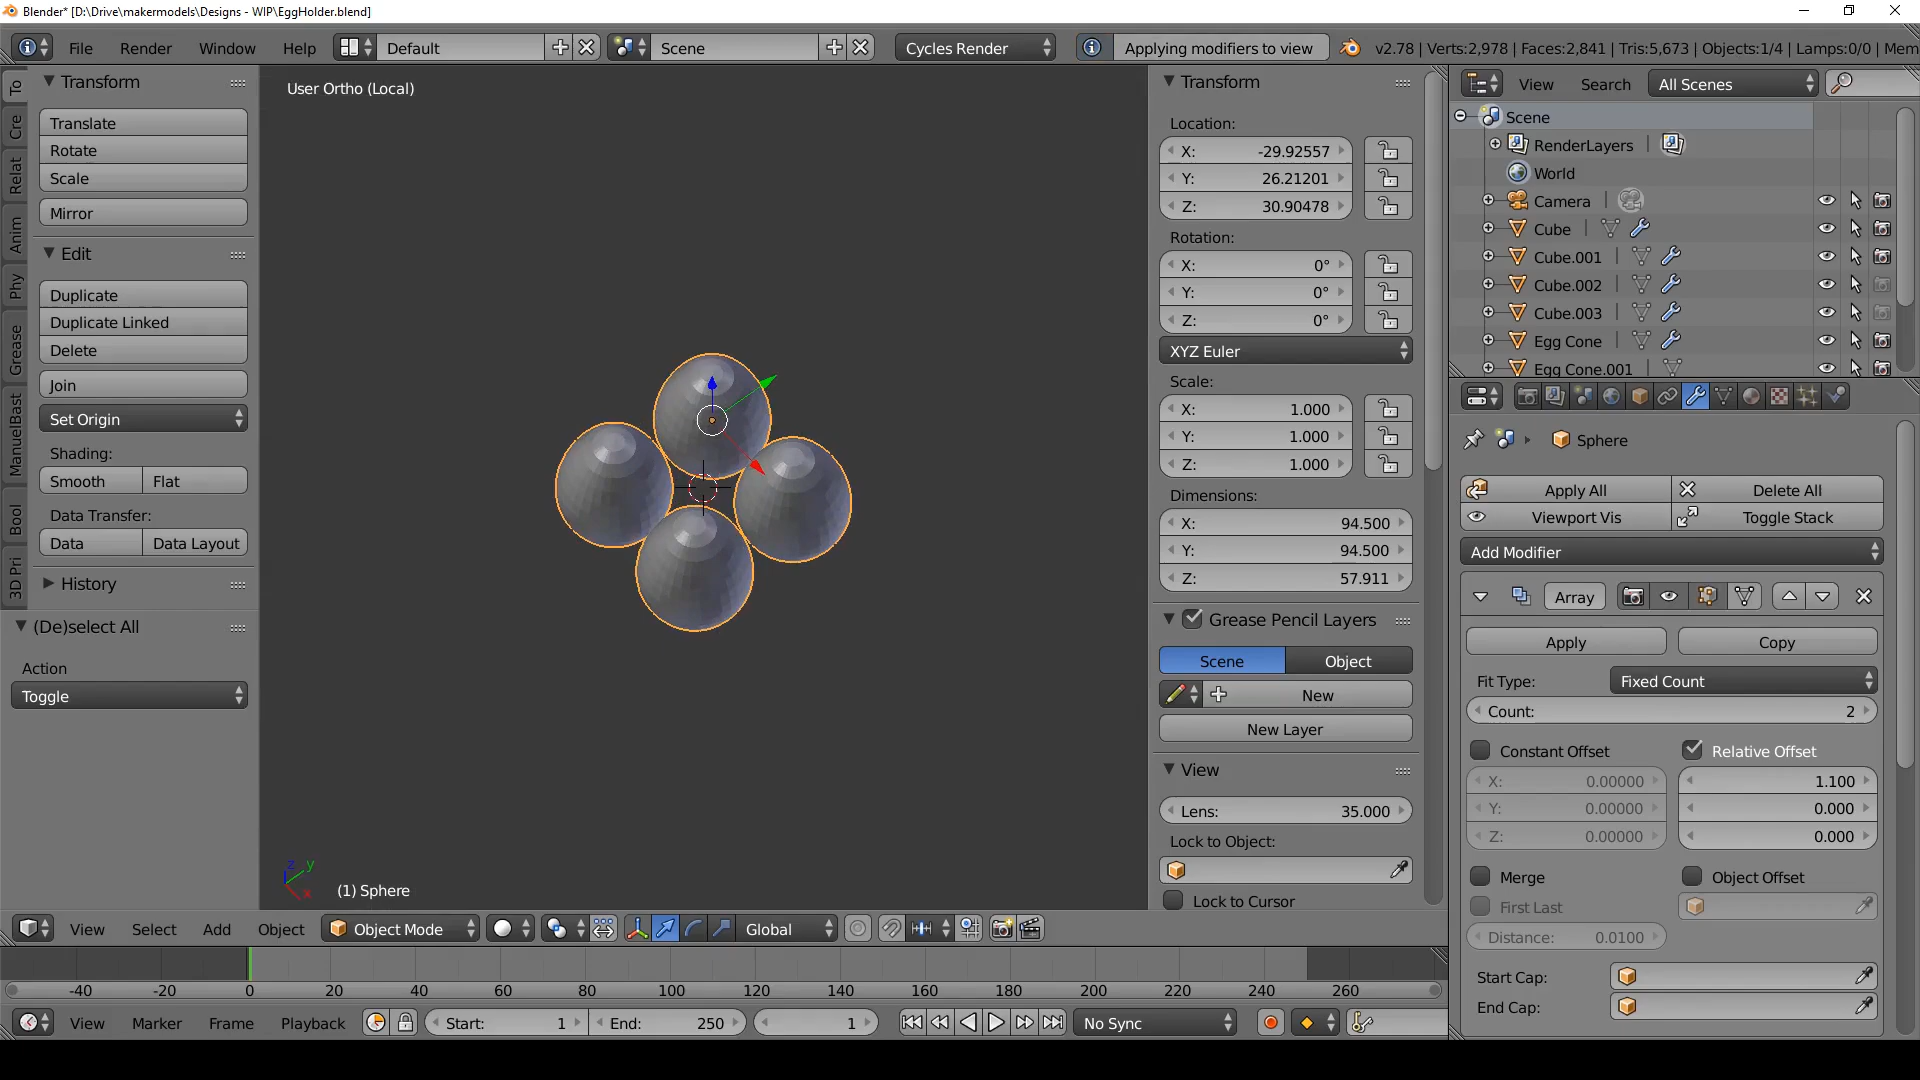 Blender* [D:\Drive\makermodels\Designs - WIP\EggHolder.blend]
File Render Window Help Default Scene Cycles Render Applying modifiers to view v2.78 | Verts:2,978 | Faces:2,841 | Tris:5,673 | Objects:1/4 | Lamps:0/0 | Mem
To
Cre
Relat
Anim
Phy
Grease
ManuelBast
Bool
3D Pri
Transform
Translate
Rotate
Scale
Mirror
Edit
Duplicate
Duplicate Linked
Delete
Join
Set Origin
Shading:
Smooth Flat
Data Transfer:
Data Data Layout
History
(De)select All
Action
Toggle
User Ortho (Local)
z y
x
(1) Sphere
Transform
Location:
X: -29.92557
Y: 26.21201
Z: 30.90478
Rotation:
X: 0°
Y: 0°
Z: 0°
XYZ Euler
Scale:
X: 1.000
Y: 1.000
Z: 1.000
Dimensions:
X: 94.500
Y: 94.500
Z: 57.911
Grease Pencil Layers
Scene Object
New
New Layer
View
Lens: 35.000
Lock to Object:
Lock to Cursor
View Search All Scenes
Scene
RenderLayers |
World
Camera |
Cube |
Cube.001 |
Cube.002 |
Cube.003 |
Egg Cone |
Egg Cone.001 |
Sphere
Apply All Delete All
Viewport Vis Toggle Stack
Add Modifier
Array
Apply Copy
Fit Type: Fixed Count
Count: 2
Constant Offset Relative Offset
X: 0.00000 1.100
Y: 0.00000 0.000
Z: 0.00000 0.000
Merge Object Offset
First Last
Distance: 0.0100
Start Cap:
End Cap:
View Select Add Object Object Mode Global
-40 -20 0 20 40 60 80 100 120 140 160 180 200 220 240 260
View Marker Frame Playback Start: 1 End: 250 1 No Sync